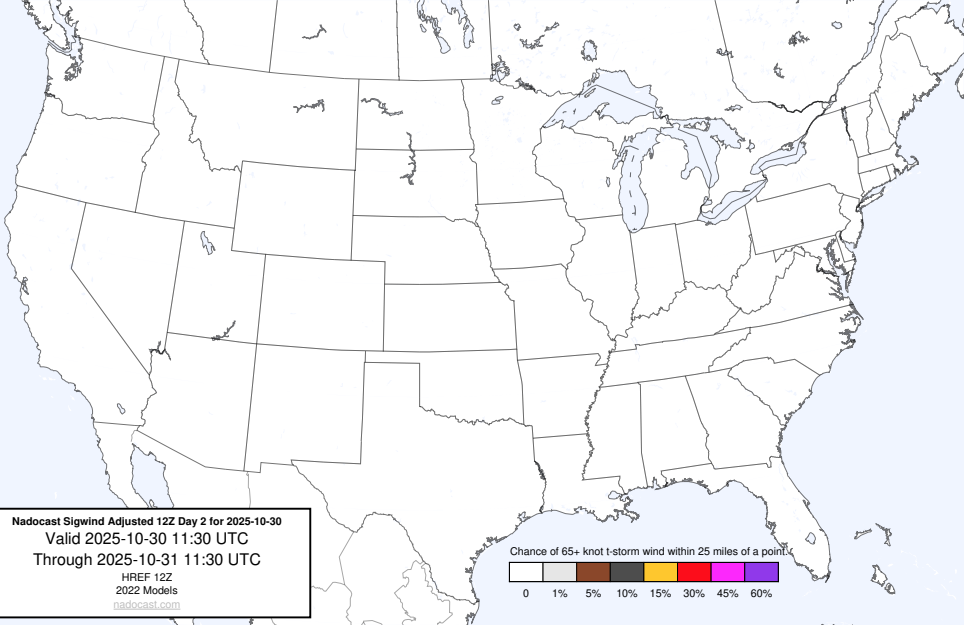 Nadocast Sigwind Adjusted 12Z Day 2 for 2025-10-30
Valid 2025-10-30 11:30 UTC
Through 2025-10-31 11:30 UTC
HREF 12Z
2022 Models
nadocast.com
Chance of 65+ knot t-storm wind within 25 miles of a point.
0 1% 5% 10% 15% 30% 45% 60%